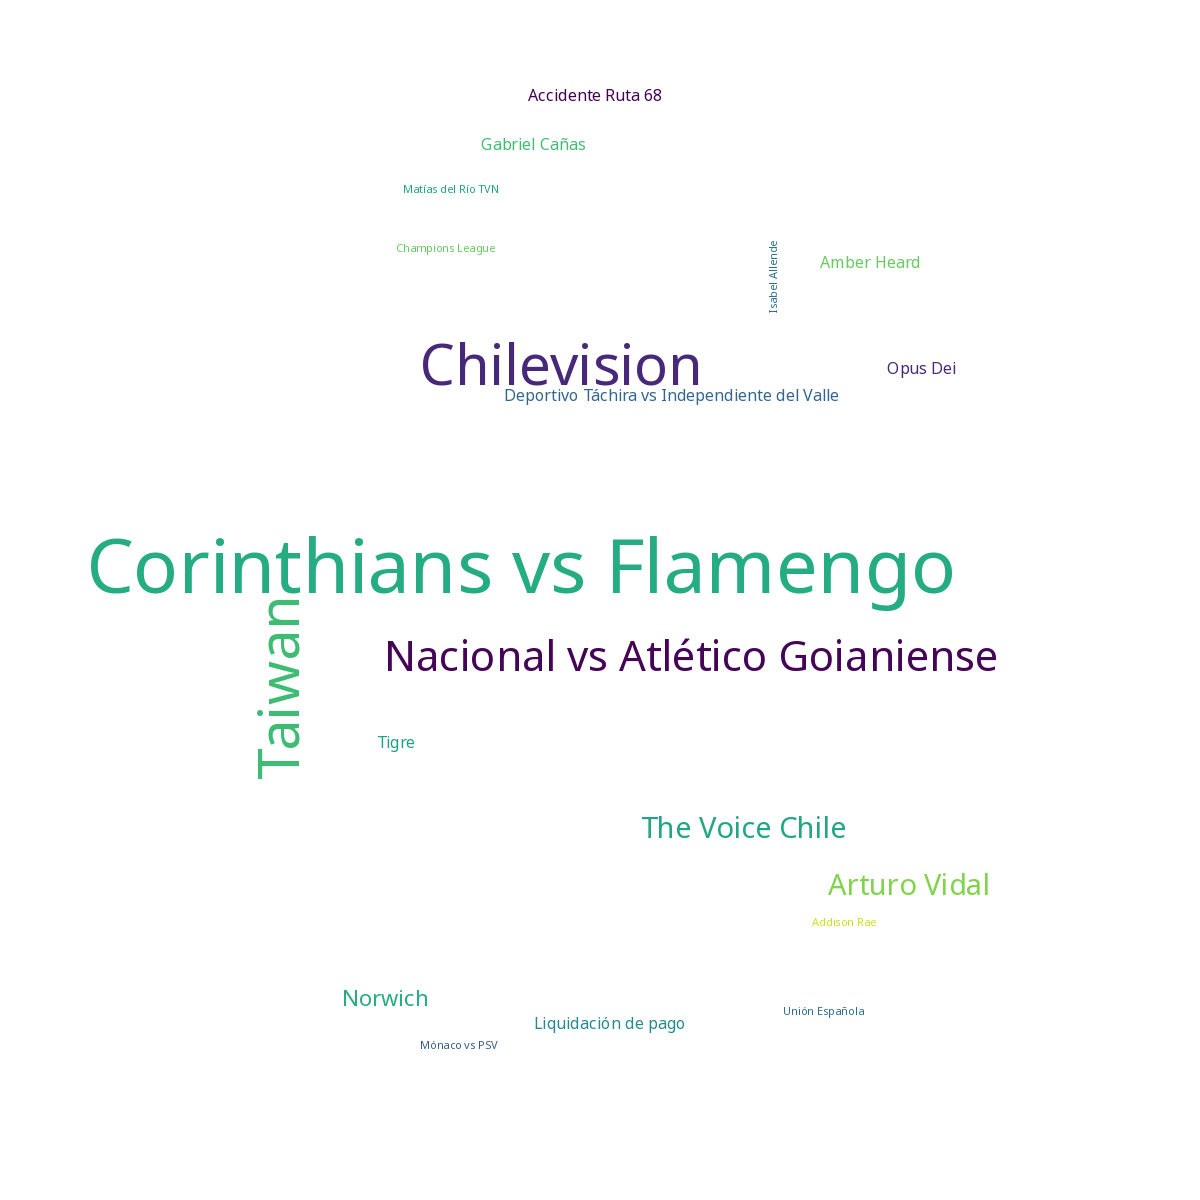 Accidente Ruta 68
Gabriel Cañas
Matías del Río TVN
Champions League
Isabel Allende
Amber Heard
Chilevision
Opus Dei
Deportivo Táchira vs Independiente del Valle
Corinthians vs Flamengo
Taiwan
Nacional vs Atlético Goianiense
Tigre
The Voice Chile
Arturo Vidal
Addison Rae
Norwich
Unión Española
Liquidación de pago
Mónaco vs PSV